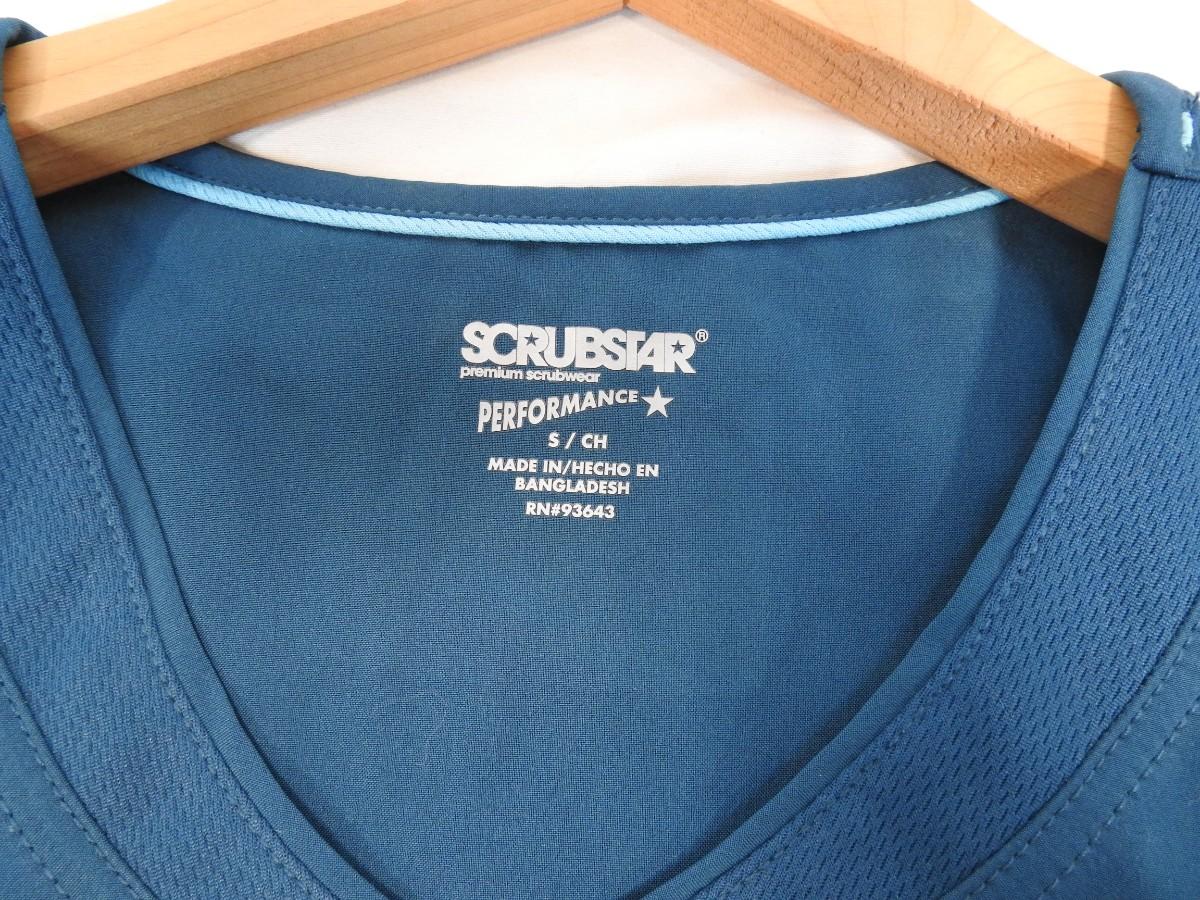 SCRUBSTAR®
premium scrubwear
PERFORMANCE
S / CH
MADE IN/HECHO EN
BANGLADESH
RN#93643